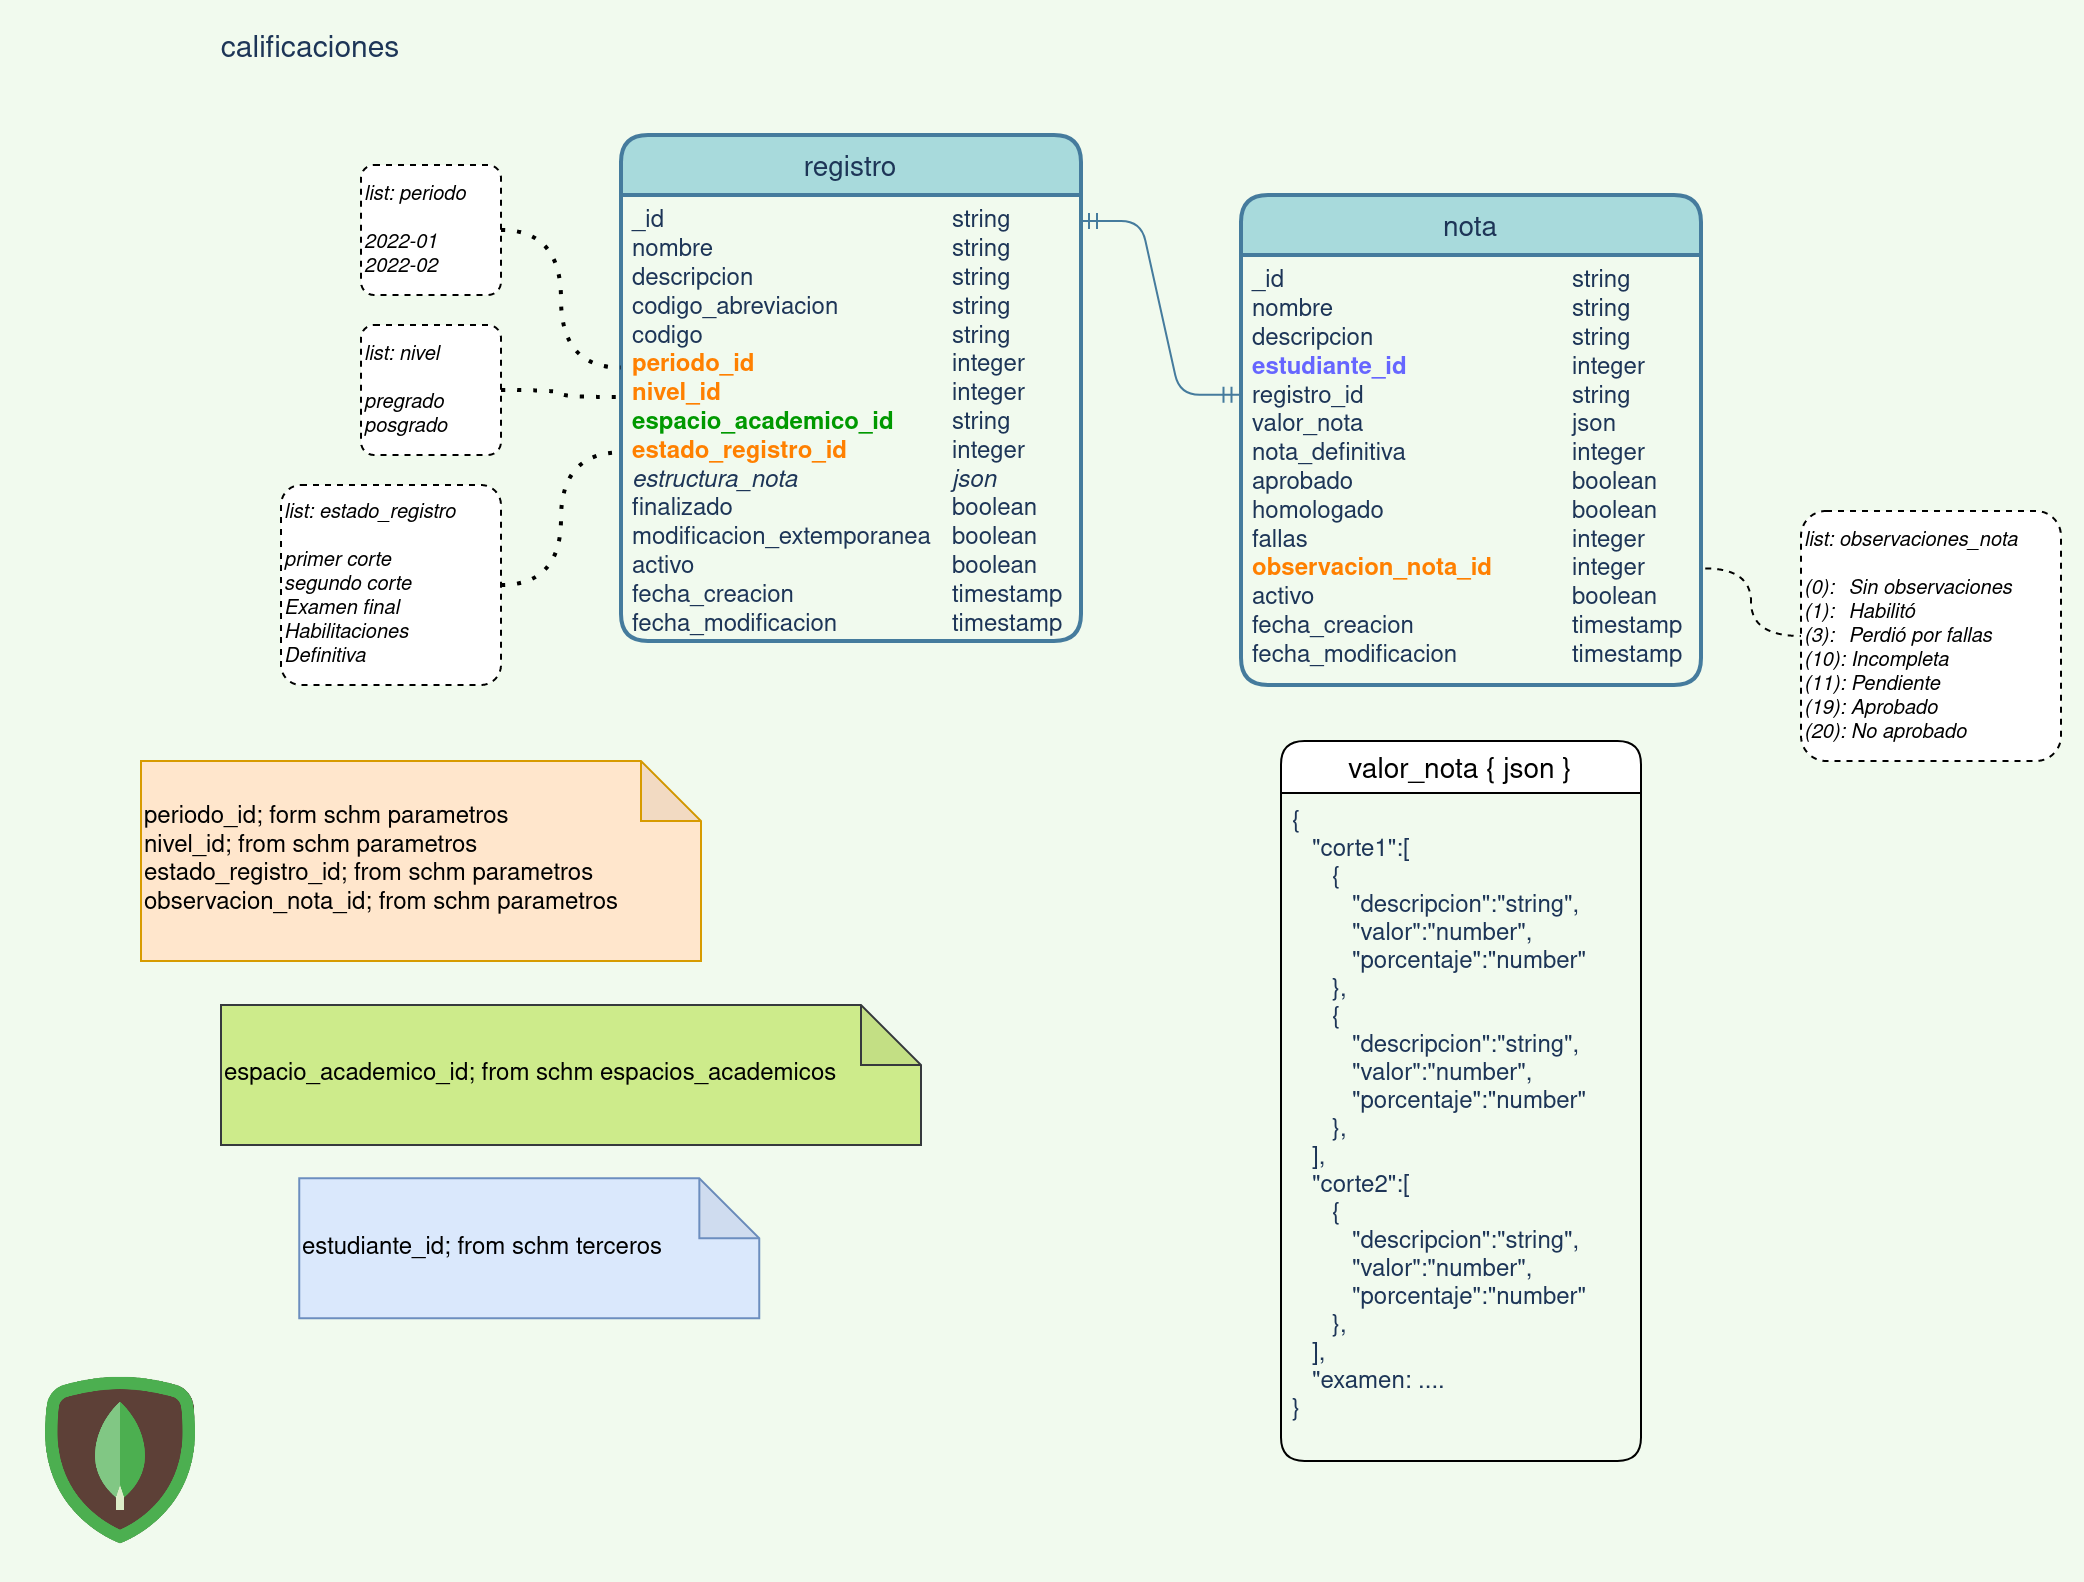 calificaciones
list: periodo
2022-01
2022-02
list: nivel
pregrado
posgrado
list: estado_registro
primer corte
segundo corte
Examen final
Habilitaciones
Definitiva
registro
_id string
nombre string
descripcion string
codigo_abreviacion string
codigo string
periodo_id integer
nivel_id integer
espacio_academico_id string
estado_registro_id integer
estructura_nota json
finalizado boolean
modificacion_extemporanea boolean
activo boolean
fecha_creacion timestamp
fecha_modificacion timestamp
nota
_id string
nombre string
descripcion string
estudiante_id integer
registro_id string
valor_nota json
nota_definitiva integer
aprobado boolean
homologado boolean
fallas integer
observacion_nota_id integer
activo boolean
fecha_creacion timestamp
fecha_modificacion timestamp
list: observaciones_nota
(0): Sin observaciones
(1): Habilitó
(3): Perdió por fallas
(10): Incompleta
(11): Pendiente
(19): Aprobado
(20): No aprobado
periodo_id; form schm parametros
nivel_id; from schm parametros
estado_registro_id; from schm parametros
observacion_nota_id; from schm parametros
espacio_academico_id; from schm espacios_academicos
estudiante_id; from schm terceros
valor_nota { json }
{
"corte1":[
{
"descripcion":"string",
"valor":"number",
"porcentaje":"number"
},
{
"descripcion":"string",
"valor":"number",
"porcentaje":"number"
},
],
"corte2":[
{
"descripcion":"string",
"valor":"number",
"porcentaje":"number"
},
],
"examen: ....
}